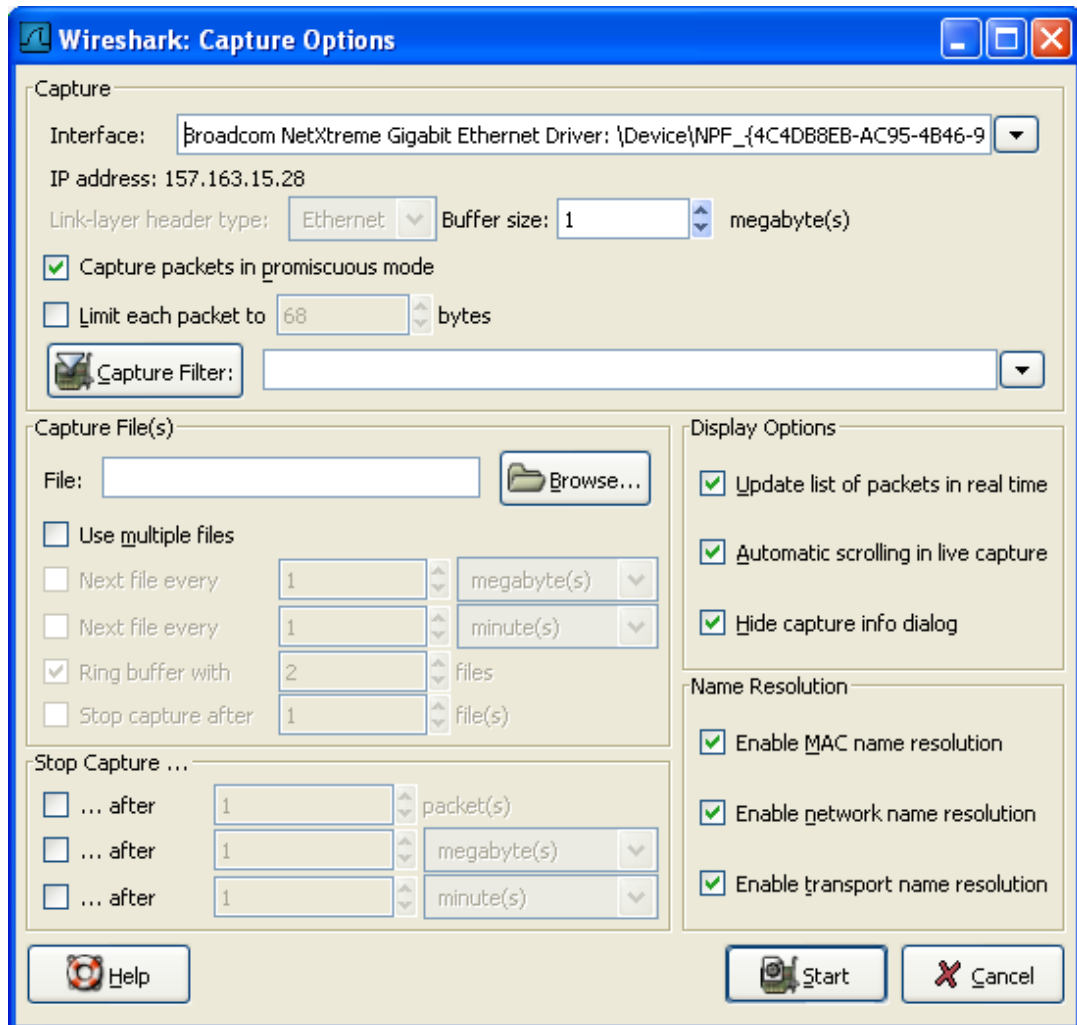 Wireshark: Capture Options
Capture
Interface: Broadcom NetXtreme Gigabit Ethernet Driver: \Device\NPF_{4C4DB8EB-AC95-4B46-9
IP address: 157.163.15.28
Link-layer header type: Ethernet Buffer size: 1 megabyte(s)
Capture packets in promiscuous mode
Limit each packet to 68 bytes
Capture Filter:
Capture File(s)
File: Browse...
Use multiple files
Next file every 1 megabyte(s)
Next file every 1 minute(s)
Ring buffer with 2 files
Stop capture after 1 file(s)
Stop Capture ...
... after 1 packet(s)
... after 1 megabyte(s)
... after 1 minute(s)
Display Options
Update list of packets in real time
Automatic scrolling in live capture
Hide capture info dialog
Name Resolution
Enable MAC name resolution
Enable network name resolution
Enable transport name resolution
Help Start Cancel